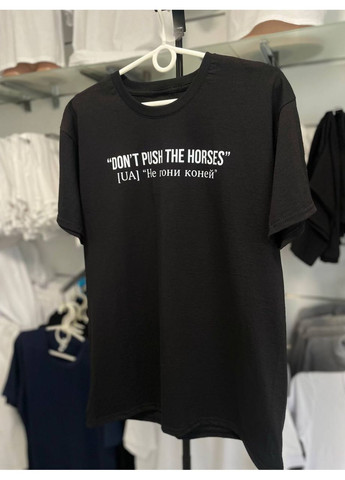 “DON'T PUSH THE HORSES”
[UA] “Не гони коней”